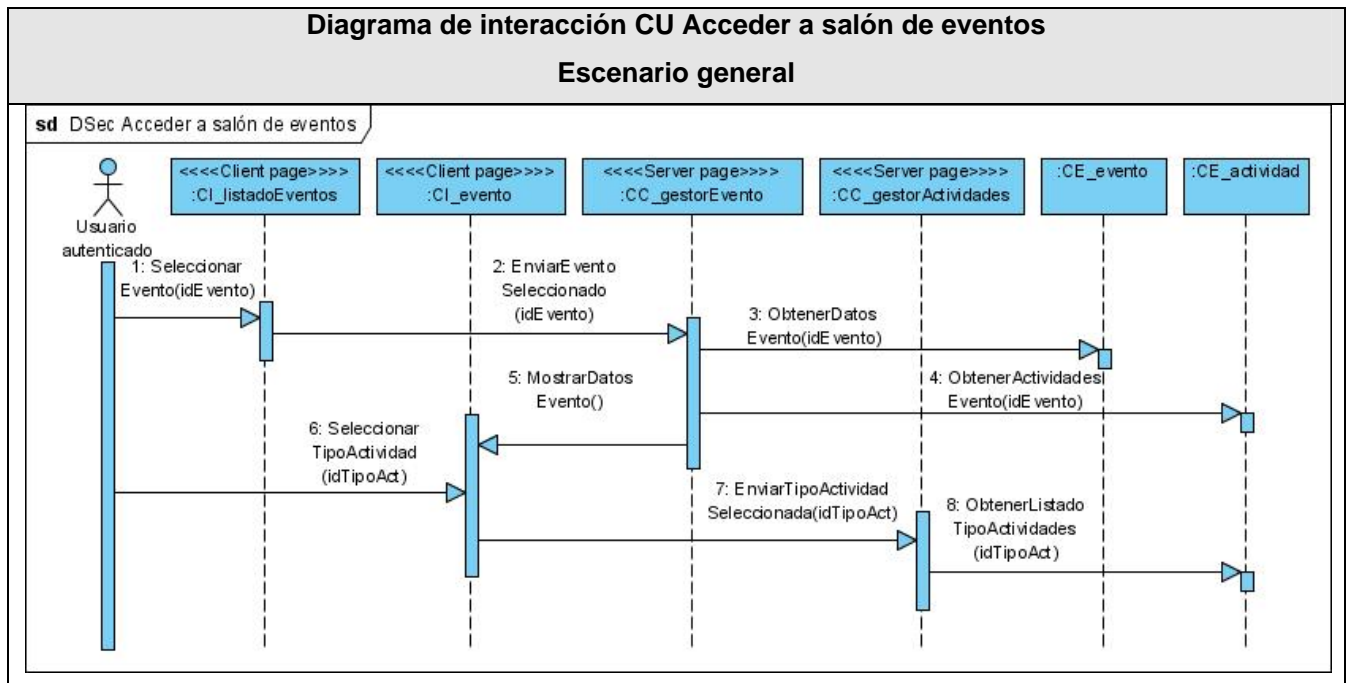 Diagrama de interacción CU Acceder a salón de eventos
Escenario general
sd DSec Acceder a salón de eventos
<<<<Client page>>>>
:CI_listadoEventos
<<<<Client page>>>>
:CI_evento
<<<<Server page>>>>
:CC_gestorEvento
<<<<Server page>>>>
:CC_gestorActividades
:CE_evento
:CE_actividad
Usuario
autenticado
1: Seleccionar
Evento(idEvento)
2: EnviarEvento
Seleccionado
(idEvento)
3: ObtenerDatos
Evento(idEvento)
4: ObtenerActividades
Evento(idEvento)
5: MostrarDatos
Evento()
6: Seleccionar
TipoActividad
(idTipoAct)
7: EnviarTipoActividad
Seleccionada(idTipoAct)
8: ObtenerListado
TipoActividades
(idTipoAct)